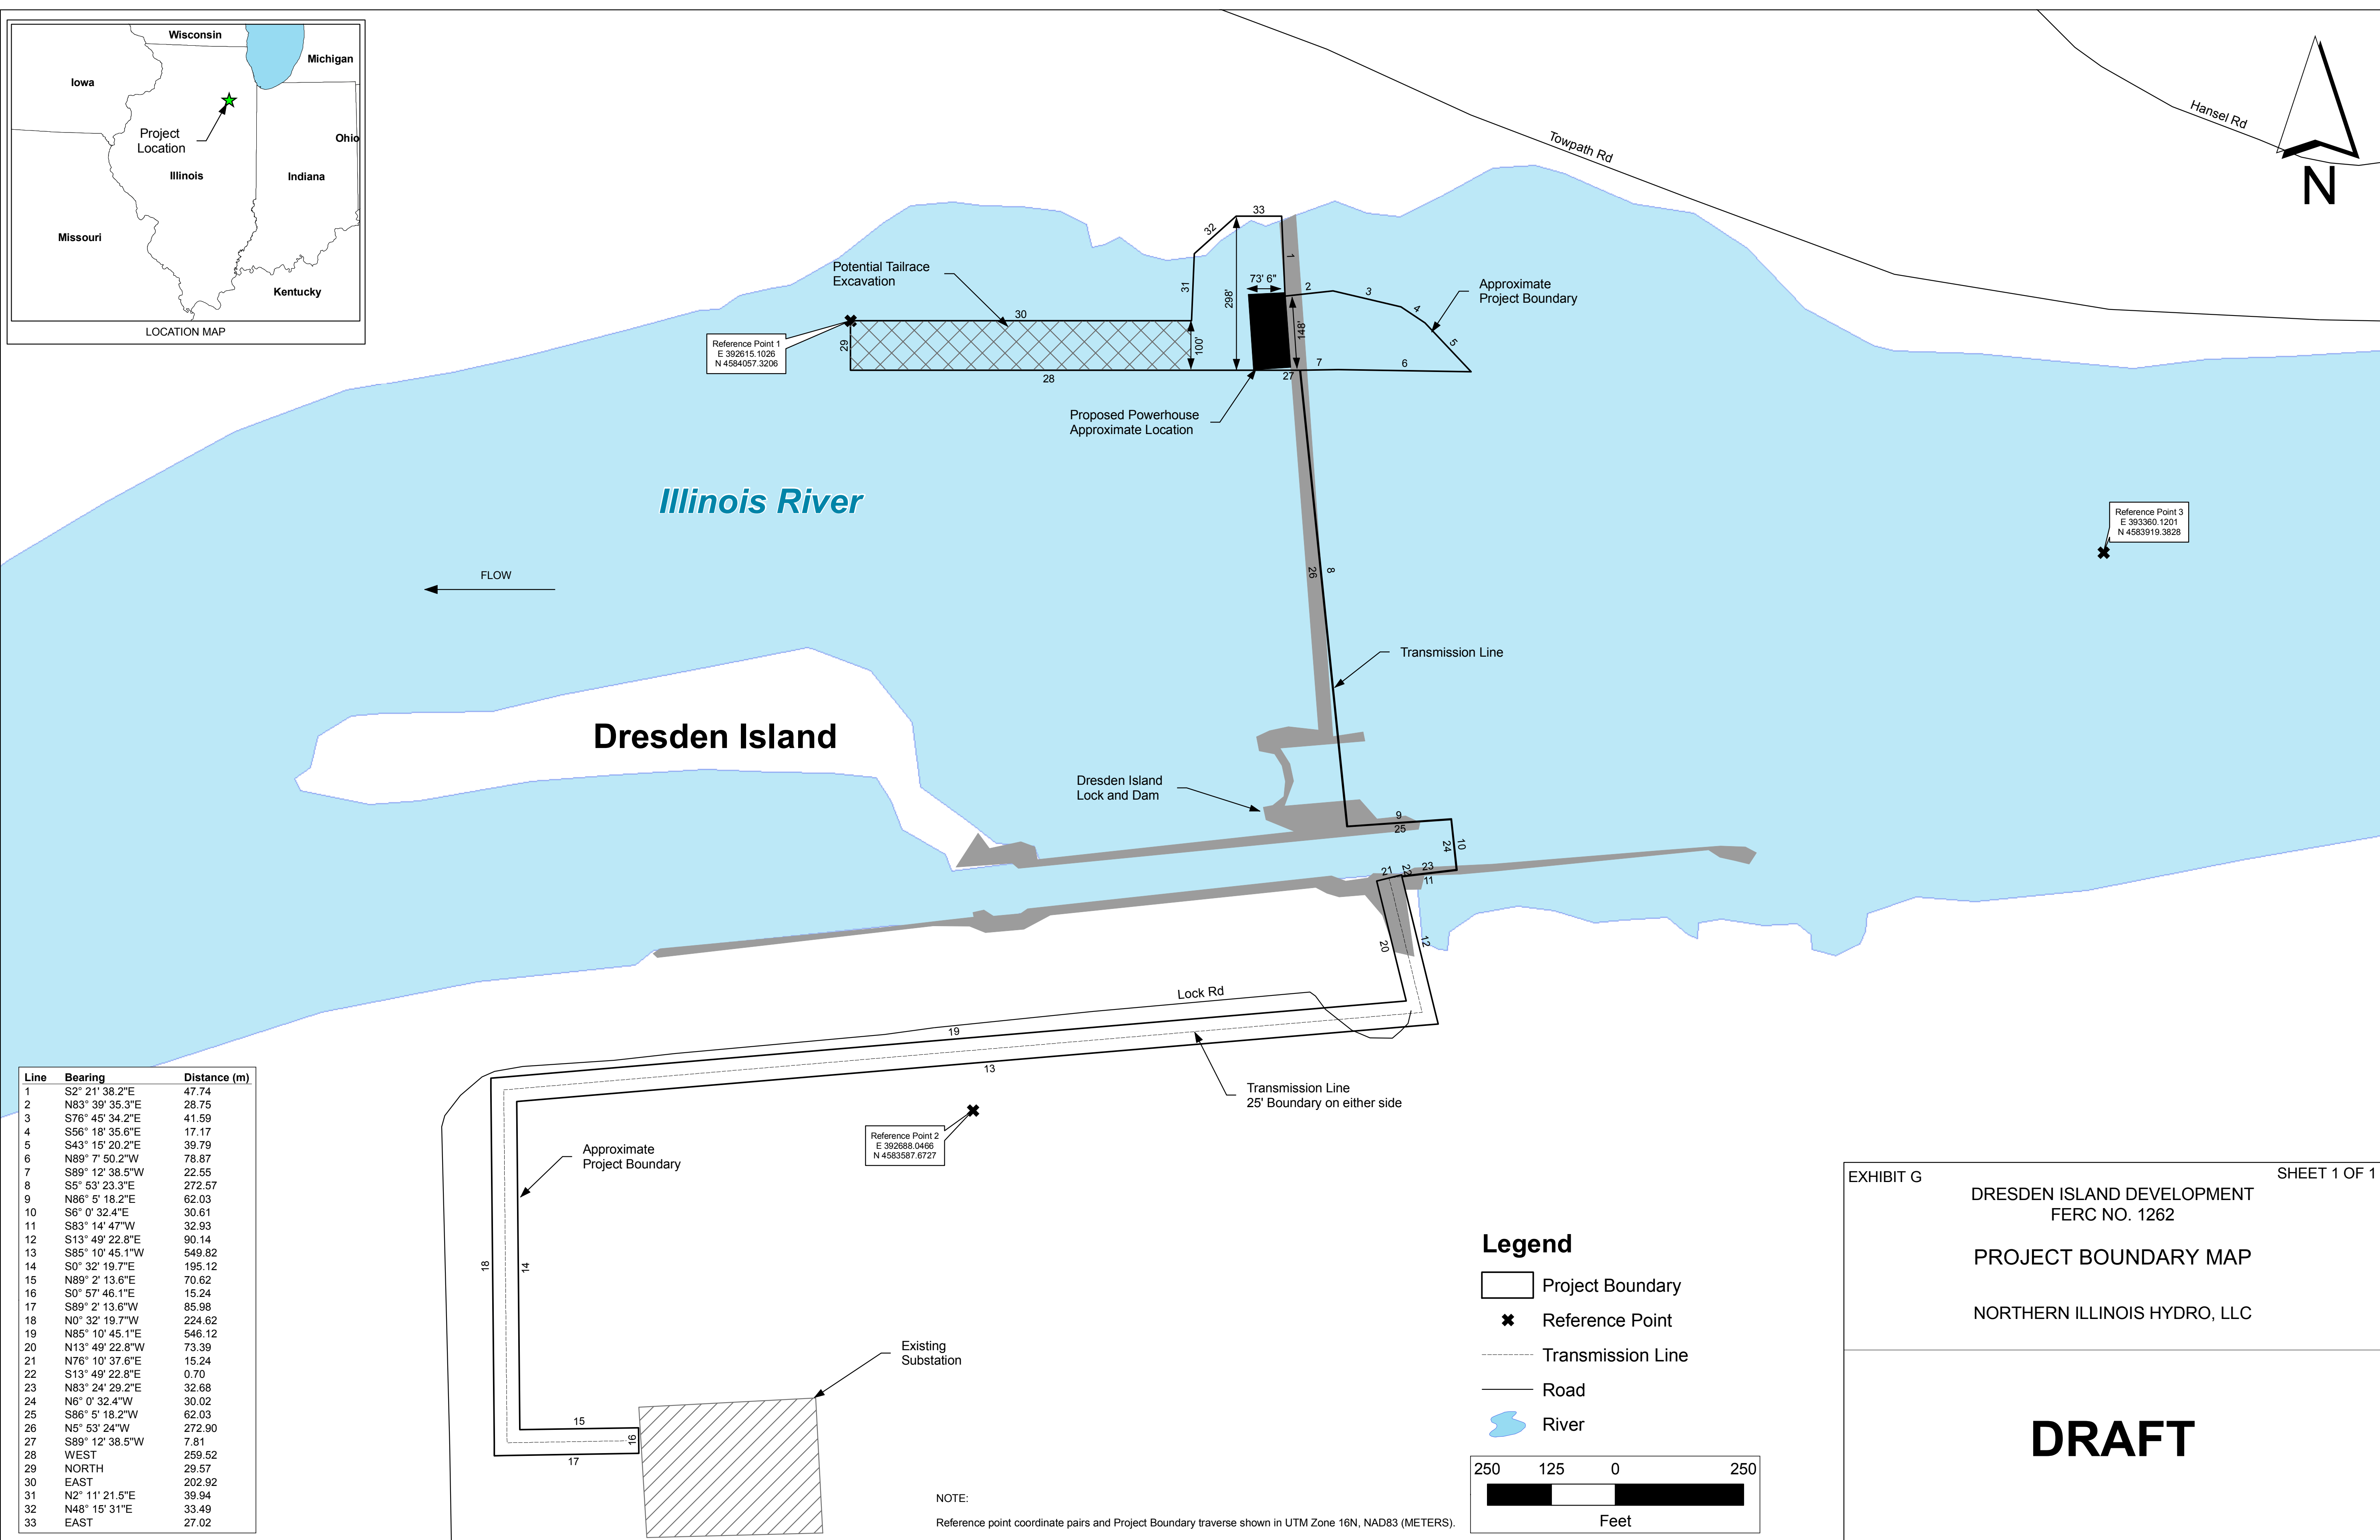 Wisconsin
Michigan
Iowa
Project
Location
Ohio
Illinois
Indiana
Missouri
Kentucky
LOCATION MAP
Hansel Rd
N
Towpath Rd
33
32
31
1
73' 6"
298'
148'
100'
2
3
4
5
6
7
27
Potential Tailrace
Excavation
30
29
28
Reference Point 1
E 392615.1026
N 4584057.3206
Approximate
Project Boundary
Proposed Powerhouse
Approximate Location
Illinois River
Reference Point 3
E 393360.1201
N 4583919.3828
FLOW
26
8
Transmission Line
Dresden Island
Dresden Island
Lock and Dam
9
25
10
24
21
22
23
11
20
12
Lock Rd
19
13
Transmission Line
25' Boundary on either side
Reference Point 2
E 392688.0466
N 4583587.6727
Approximate
Project Boundary
18
14
15
16
17
Existing
Substation
Line Bearing Distance (m)
1 S2° 21' 38.2"E 47.74
2 N83° 39' 35.3"E 28.75
3 S76° 45' 34.2"E 41.59
4 S56° 18' 35.6"E 17.17
5 S43° 15' 20.2"E 39.79
6 N89° 7' 50.2"W 78.87
7 S89° 12' 38.5"W 22.55
8 S5° 53' 23.3"E 272.57
9 N86° 5' 18.2"E 62.03
10 S6° 0' 32.4"E 30.61
11 S83° 14' 47"W 32.93
12 S13° 49' 22.8"E 90.14
13 S85° 10' 45.1"W 549.82
14 S0° 32' 19.7"E 195.12
15 N89° 2' 13.6"E 70.62
16 S0° 57' 46.1"E 15.24
17 S89° 2' 13.6"W 85.98
18 N0° 32' 19.7"W 224.62
19 N85° 10' 45.1"E 546.12
20 N13° 49' 22.8"W 73.39
21 N76° 10' 37.6"E 15.24
22 S13° 49' 22.8"E 0.70
23 N83° 24' 29.2"E 32.68
24 N6° 0' 32.4"W 30.02
25 S86° 5' 18.2"W 62.03
26 N5° 53' 24"W 272.90
27 S89° 12' 38.5"W 7.81
28 WEST 259.52
29 NORTH 29.57
30 EAST 202.92
31 N2° 11' 21.5"E 39.94
32 N48° 15' 31"E 33.49
33 EAST 27.02
NOTE:
Reference point coordinate pairs and Project Boundary traverse shown in UTM Zone 16N, NAD83 (METERS).
Legend
Project Boundary
Reference Point
Transmission Line
Road
River
250 125 0 250
Feet
EXHIBIT G
SHEET 1 OF 1
DRESDEN ISLAND DEVELOPMENT
FERC NO. 1262
PROJECT BOUNDARY MAP
NORTHERN ILLINOIS HYDRO, LLC
DRAFT